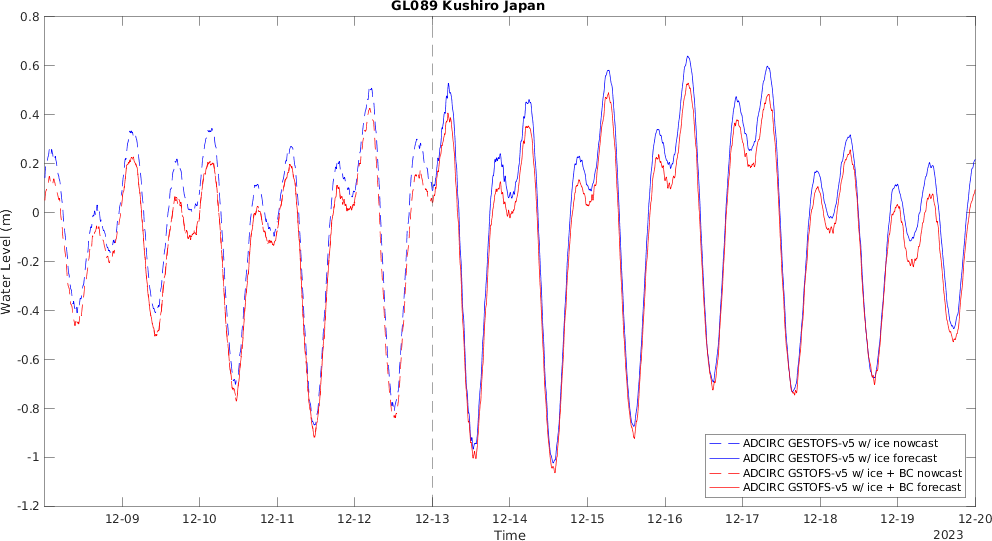 GL089 Kushiro Japan
0.8
0.6
0.4
0.2
0
-0.2
-0.4
-0.6
-0.8
-1
-1.2
Water Level (m)
ADCIRC GESTOFS-v5 w/ ice nowcast
ADCIRC GESTOFS-v5 w/ ice forecast
ADCIRC GSTOFS-v5 w/ ice + BC nowcast
ADCIRC GSTOFS-v5 w/ ice + BC forecast
12-09 12-10 12-11 12-12 12-13 12-14 12-15 12-16 12-17 12-18 12-19 12-20
Time
2023